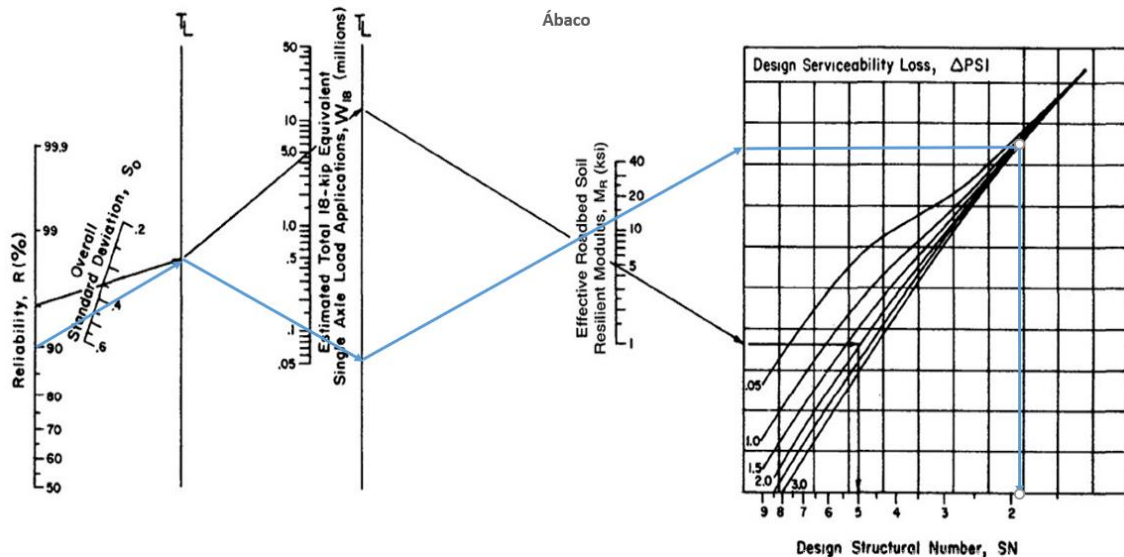 Ábaco
TL
TL
Reliability, R (%)
99.9
99
90
80
70
60
50
Overall
Standard Deviation, So
.2
.4
.6
Estimated Total 18-kip Equivalent
Single Axle Load Applications, W18 (millions)
50
10
5.0
1.0
.5
.1
.05
Effective Roadbed Soil
Resilient Modulus, MR (ksi)
40
20
10
5
1
Design Serviceability Loss, ΔPSI
.05
1.0
1.5
2.0
3.0
9 8 7 6 5 4 3 2
Design Structural Number, SN